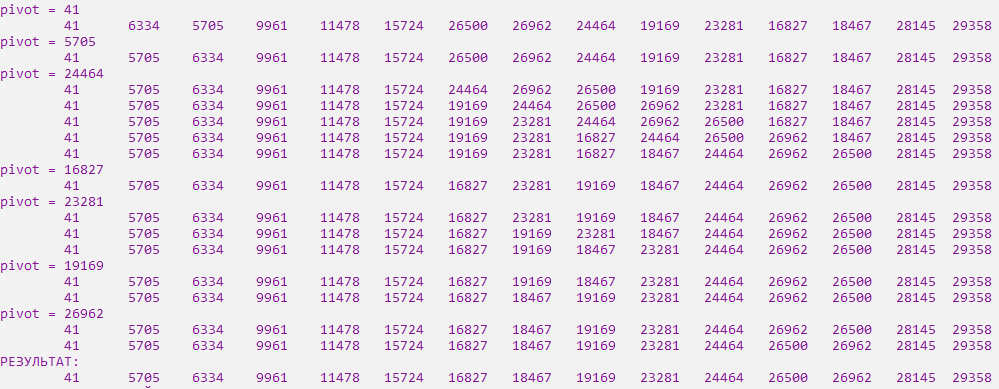 pivot = 41
41 6334 5705 9961 11478 15724 26500 26962 24464 19169 23281 16827 18467 28145 29358
pivot = 5705
41 5705 6334 9961 11478 15724 26500 26962 24464 19169 23281 16827 18467 28145 29358
pivot = 24464
41 5705 6334 9961 11478 15724 24464 26962 26500 19169 23281 16827 18467 28145 29358
41 5705 6334 9961 11478 15724 19169 24464 26500 26962 23281 16827 18467 28145 29358
41 5705 6334 9961 11478 15724 19169 23281 24464 26962 26500 16827 18467 28145 29358
41 5705 6334 9961 11478 15724 19169 23281 16827 24464 26500 26962 18467 28145 29358
41 5705 6334 9961 11478 15724 19169 23281 16827 18467 24464 26962 26500 28145 29358
pivot = 16827
41 5705 6334 9961 11478 15724 16827 23281 19169 18467 24464 26962 26500 28145 29358
pivot = 23281
41 5705 6334 9961 11478 15724 16827 23281 19169 18467 24464 26962 26500 28145 29358
41 5705 6334 9961 11478 15724 16827 19169 23281 18467 24464 26962 26500 28145 29358
41 5705 6334 9961 11478 15724 16827 19169 18467 23281 24464 26962 26500 28145 29358
pivot = 19169
41 5705 6334 9961 11478 15724 16827 19169 18467 23281 24464 26962 26500 28145 29358
41 5705 6334 9961 11478 15724 16827 18467 19169 23281 24464 26962 26500 28145 29358
pivot = 26962
41 5705 6334 9961 11478 15724 16827 18467 19169 23281 24464 26962 26500 28145 29358
41 5705 6334 9961 11478 15724 16827 18467 19169 23281 24464 26500 26962 28145 29358
РЕЗУЛЬТАТ:
41 5705 6334 9961 11478 15724 16827 18467 19169 23281 24464 26500 26962 28145 29358